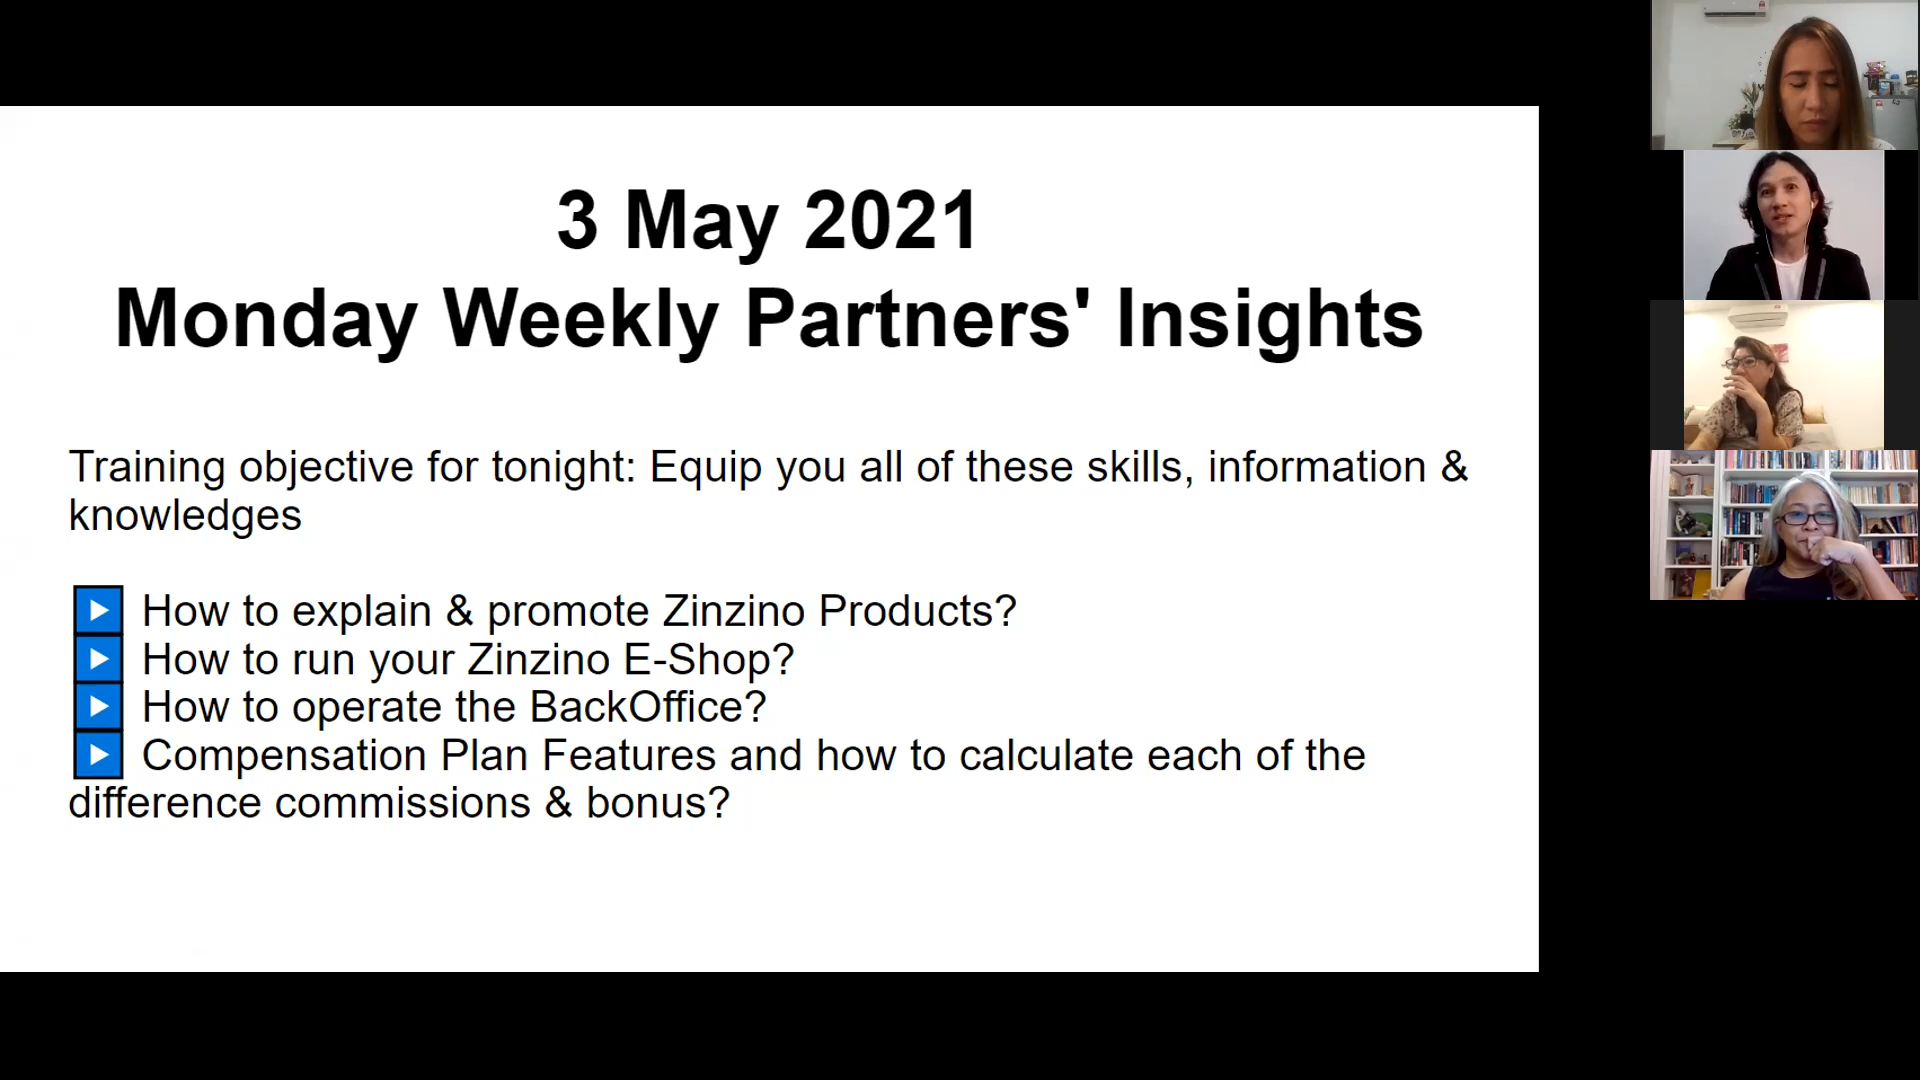 3 May 2021
Monday Weekly Partners' Insights
Training objective for tonight: Equip you all of these skills, information &
knowledges
How to explain & promote Zinzino Products?
How to run your Zinzino E-Shop?
How to operate the BackOffice?
Compensation Plan Features and how to calculate each of the
difference commissions & bonus?